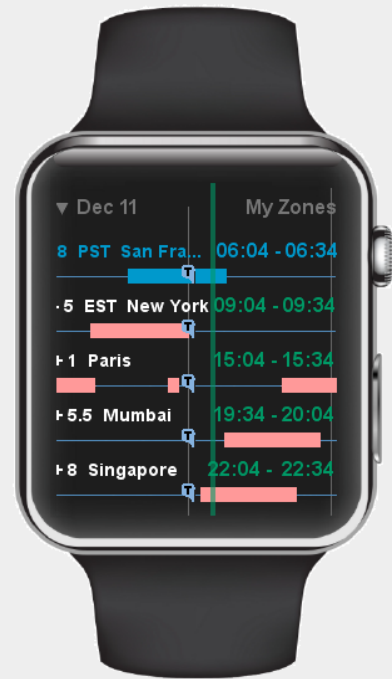 ▼ Dec 11 My Zones
8 PST San Fra... 06:04 - 06:34
T
-5 EST New York 09:04 - 09:34
T
+1 Paris 15:04 - 15:34
T
+5.5 Mumbai 19:34 - 20:04
T
+8 Singapore 22:04 - 22:34
T